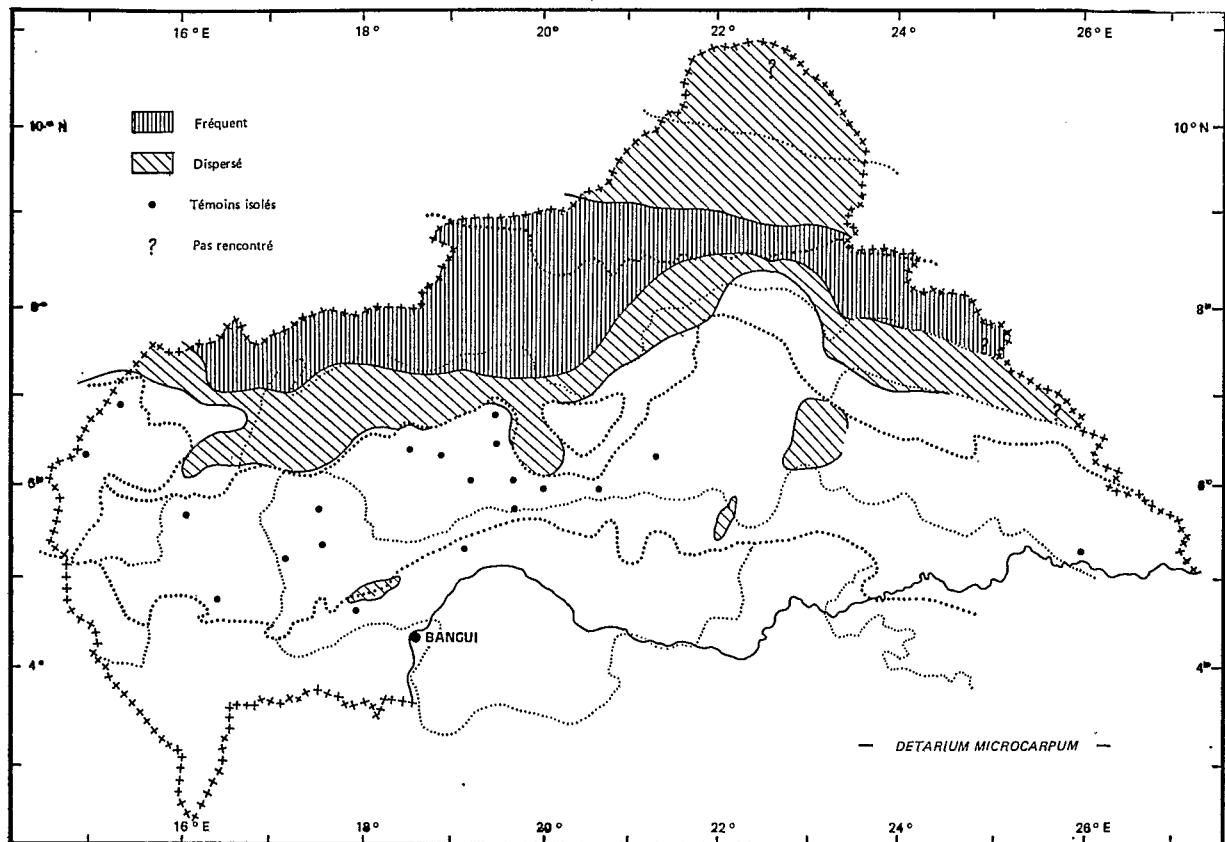 16° E 18° 20° 22° 24° 26° E
?
10° N 10° N
Fréquent
Dispersé
Témoins isolés
? Pas rencontré
8° 8°
?
?
6° 6°
BANGUI
4° 4°
— DETARIUM MICROCARPUM —
16° E 18° 20° 22° 24° 26° E